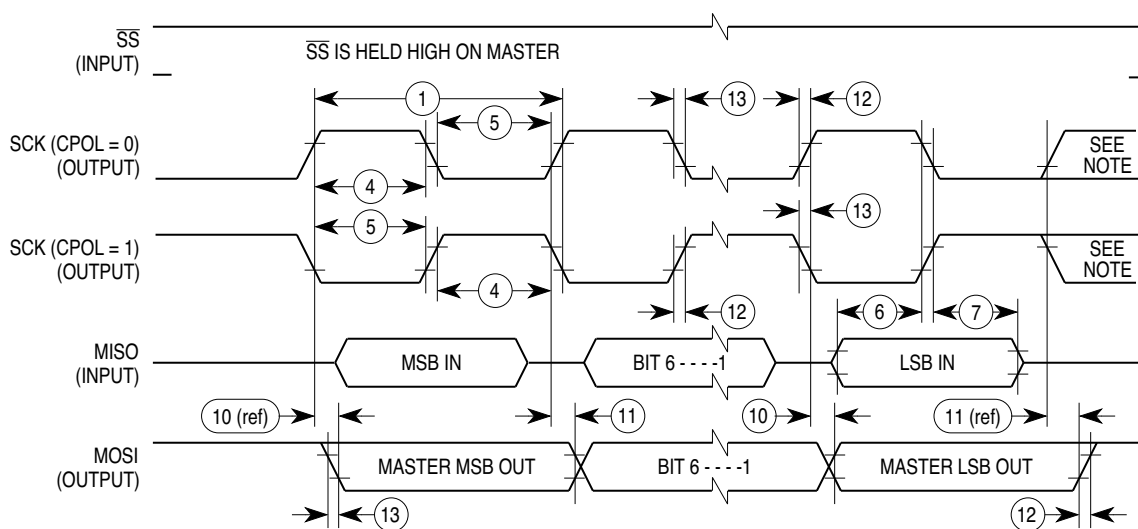 SS
(INPUT)
SS IS HELD HIGH ON MASTER
1
13
12
5
SCK (CPOL = 0)
(OUTPUT)
SEE
NOTE
4
5
13
SCK (CPOL = 1)
(OUTPUT)
SEE
NOTE
4
12
6
7
MISO
(INPUT)
MSB IN
BIT 6 - - - -1
LSB IN
10 (ref)
11
10
11 (ref)
MOSI
(OUTPUT)
MASTER MSB OUT
BIT 6 - - - -1
MASTER LSB OUT
13
12